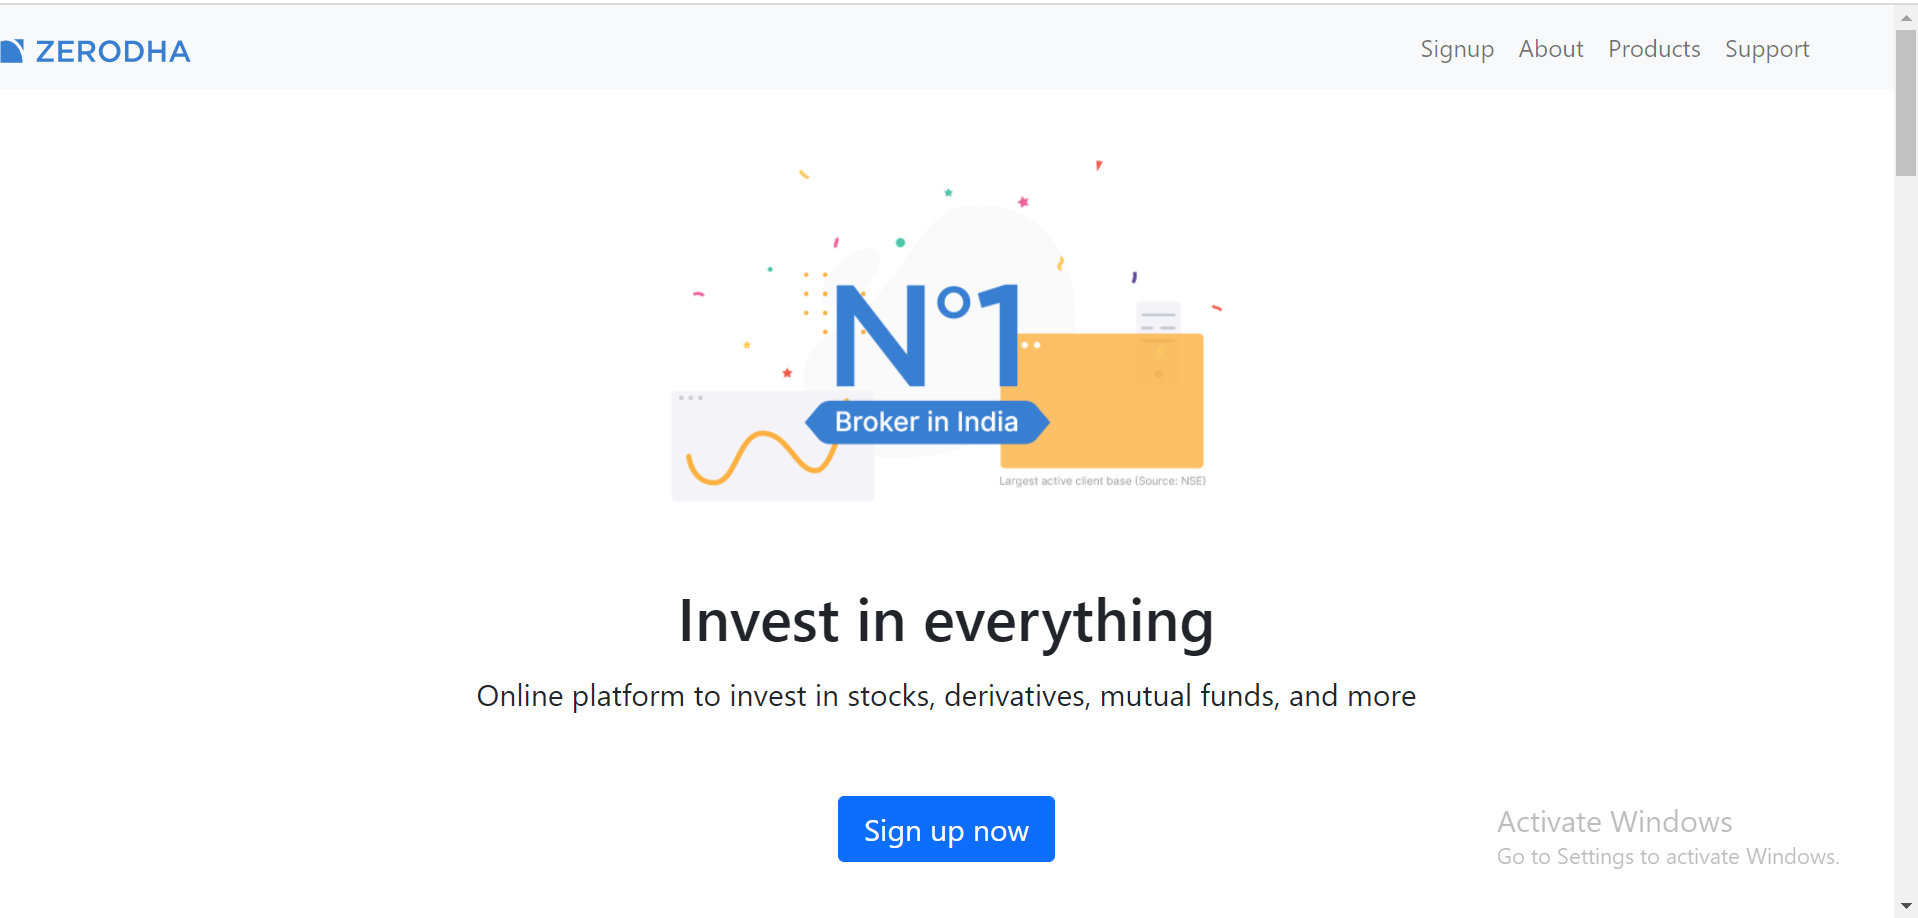 ZERODHA
Signup About Products Support
N°1
Broker in India
Largest active client base (Source: NSE)
Invest in everything
Online platform to invest in stocks, derivatives, mutual funds, and more
Sign up now
Activate Windows
Go to Settings to activate Windows.